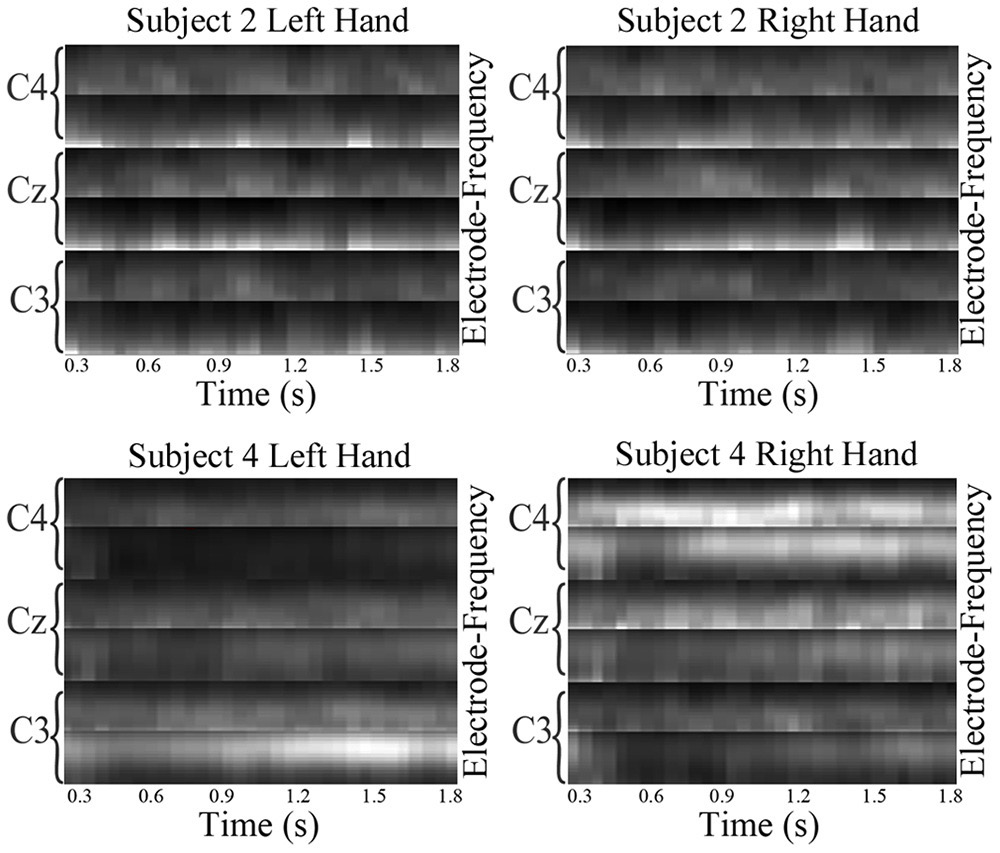 Subject 2 Left Hand
C4
Cz
C3
Electrode-Frequency
0.3 0.6 0.9 1.2 1.5 1.8
Time (s)
Subject 2 Right Hand
C4
Cz
C3
Electrode-Frequency
0.3 0.6 0.9 1.2 1.5 1.8
Time (s)
Subject 4 Left Hand
C4
Cz
C3
Electrode-Frequency
0.3 0.6 0.9 1.2 1.5 1.8
Time (s)
Subject 4 Right Hand
C4
Cz
C3
Electrode-Frequency
0.3 0.6 0.9 1.2 1.5 1.8
Time (s)